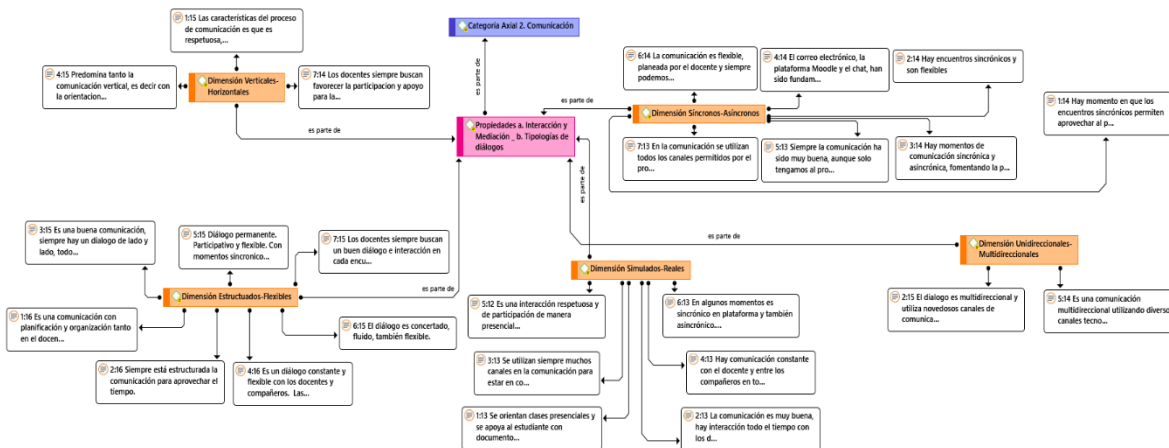 1:15 Las características del proceso
de comunicación es que es
respetuosa,...
Categoría Axial 2. Comunicación
4:15 Predomina tanto la
comunicación vertical, es decir con
la orientacion...
Dimensión Verticales-
Horizontales
7:14 Los docentes siempre buscan
favorecer la participacion y apoyo
para la...
es parte de
6:14 La comunicación es flexible,
planeada por el docente y siempre
podemos...
4:14 El correo electrónico, la
plataforma Moodle y el chat, han
sido fundam...
2:14 Hay encuentros sincrónicos y
son flexibles
es parte de
Dimensión Síncronos-Asíncronos
1:14 Hay momento en que los
encuentros sincrónicos permiten
aprovechar al p...
es parte de
Propiedades a. Interacción y
Mediación _ b. Tipologías de
diálogos
7:13 En la comunicación se utilizan
todos los canales permitidos por el
pro...
5:13 Siempre la comunicación ha
sido muy buena, aunque solo
tengamos al pro...
3:14 Hay momentos de
comunicación sincrónica y
asincrónica, fomentando la p...
es parte de
3:15 Es una buena comunicación,
siempre hay un dialogo de lado y
lado, todo...
5:15 Diálogo permanente.
Participativo y flexible. Con
momentos sincronico...
7:15 Los docentes siempre buscan
un buen diálogo e interacción en
cada encu...
es parte de
Dimensión Unidireccionales-
Multidireccionales
Dimensión Estructuados-Flexibles
es parte de
Dimensión Simulados-Reales
1:16 Es una comunicación con
planificación y organización tanto
en el docen...
6:15 El diálogo es concertado,
fluido, también flexible.
5:12 Es una interacción respetuosa y
de participación de manera
presencial...
6:13 En algunos momentos es
sincrónico en plataforma y también
asincrónico....
2:15 El dialogo es multidireccional y
utiliza novedosos canales de
comunica...
5:14 Es una comunicación
multidireccional utilizando diversos
canales tecno...
2:16 Siempre está estructurada la
comunicación para aprovechar el
tiempo.
4:16 Es un diálogo constante y
flexible con los docentes y
compañeros. Las...
3:13 Se utilizan siempre muchos
canales en la comunicación para
estar en co...
4:13 Hay comunicación constante
con el docente y entre los
compañeros en to...
1:13 Se orientan clases presenciales y
se apoya al estudiante con
documento...
2:13 La comunicación es muy buena,
hay interacción todo el tiempo con
los d...